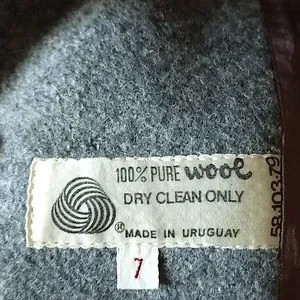 100% PURE wool
DRY CLEAN ONLY
® MADE IN URUGUAY
7
58.103.79